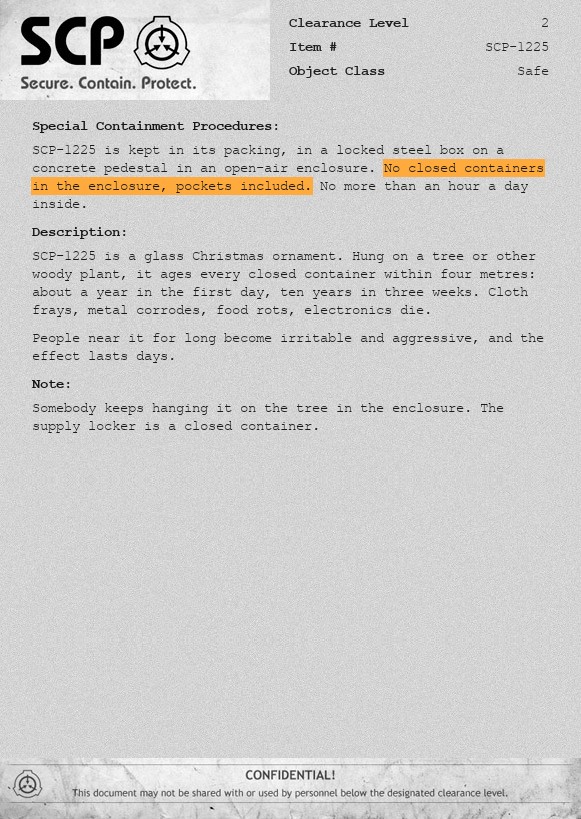 SCP
Secure. Contain. Protect.
Clearance Level 2
Item # SCP-1225
Object Class Safe
Special Containment Procedures:
SCP-1225 is kept in its packing, in a locked steel box on a
concrete pedestal in an open-air enclosure. No closed containers
in the enclosure, pockets included. No more than an hour a day
inside.
Description:
SCP-1225 is a glass Christmas ornament. Hung on a tree or other
woody plant, it ages every closed container within four metres:
about a year in the first day, ten years in three weeks. Cloth
frays, metal corrodes, food rots, electronics die.
People near it for long become irritable and aggressive, and the
effect lasts days.
Note:
Somebody keeps hanging it on the tree in the enclosure. The
supply locker is a closed container.
CONFIDENTIAL!
This document may not be shared with or used by personnel below the designated clearance level.